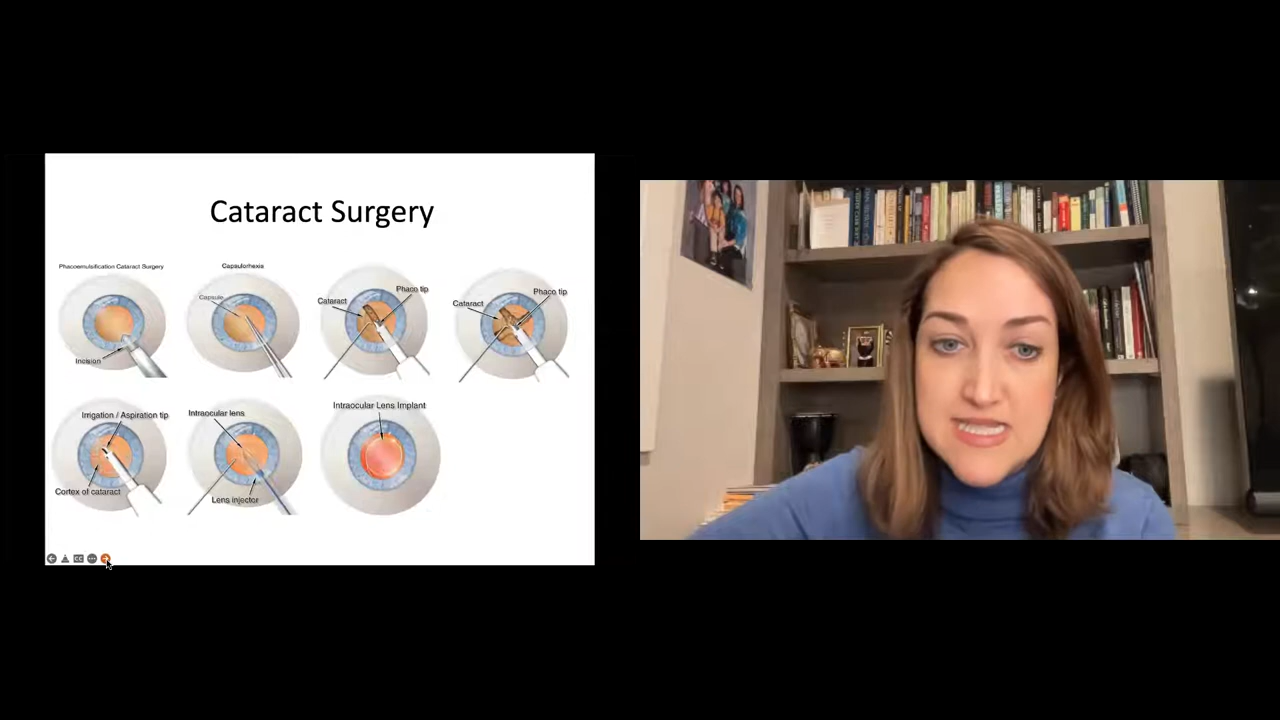 Cataract Surgery
Phacoemulsification Cataract Surgery
Incision
Capsulorhexis
Capsule
Cataract
Phaco tip
Cataract
Phaco tip
Irrigation / Aspiration tip
Cortex of cataract
Intraocular lens
Lens injector
Intraocular Lens Implant
CC